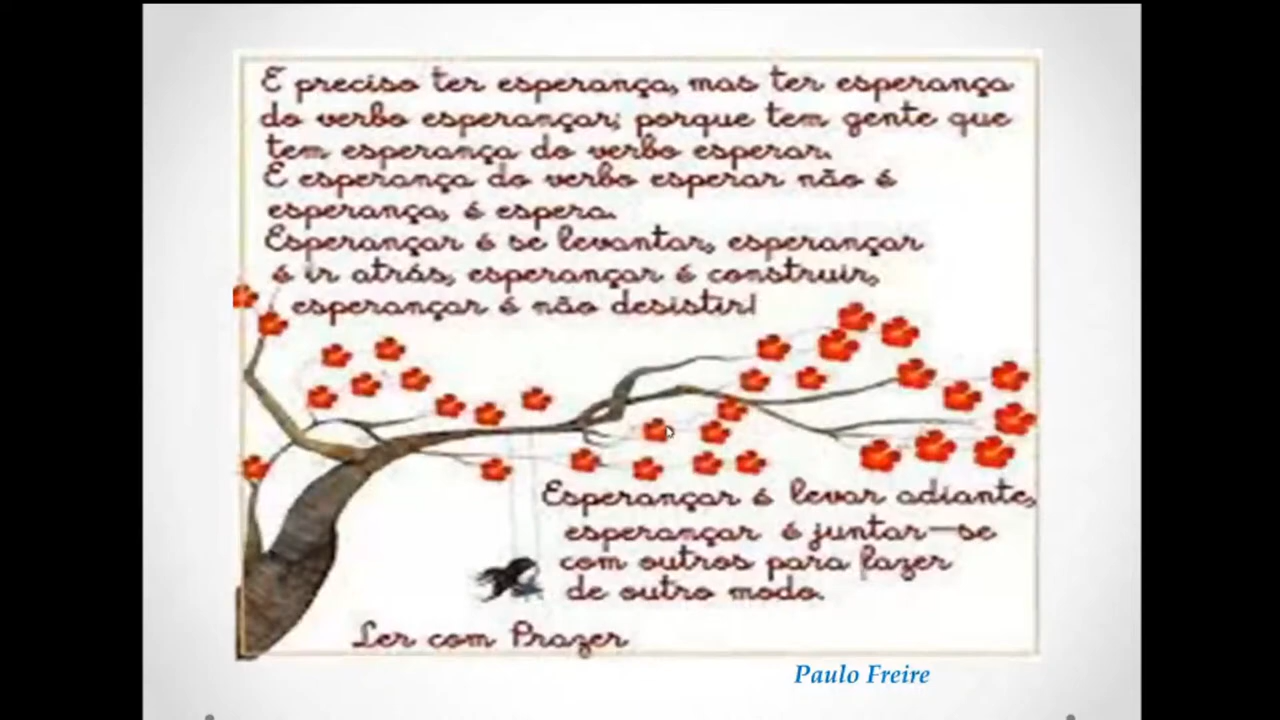 É preciso ter esperança, mas ter esperança
do verbo esperançar; porque tem gente que
tem esperança do verbo esperar.
E esperança do verbo esperar não é
esperança, é espera.
Esperançar é se levantar, esperançar
é ir atrás, esperançar é construir,
esperançar é não desistir!
Esperançar é levar adiante,
esperançar é juntar-se
com outros para fazer
de outro modo.
Ler com Prazer
Paulo Freire